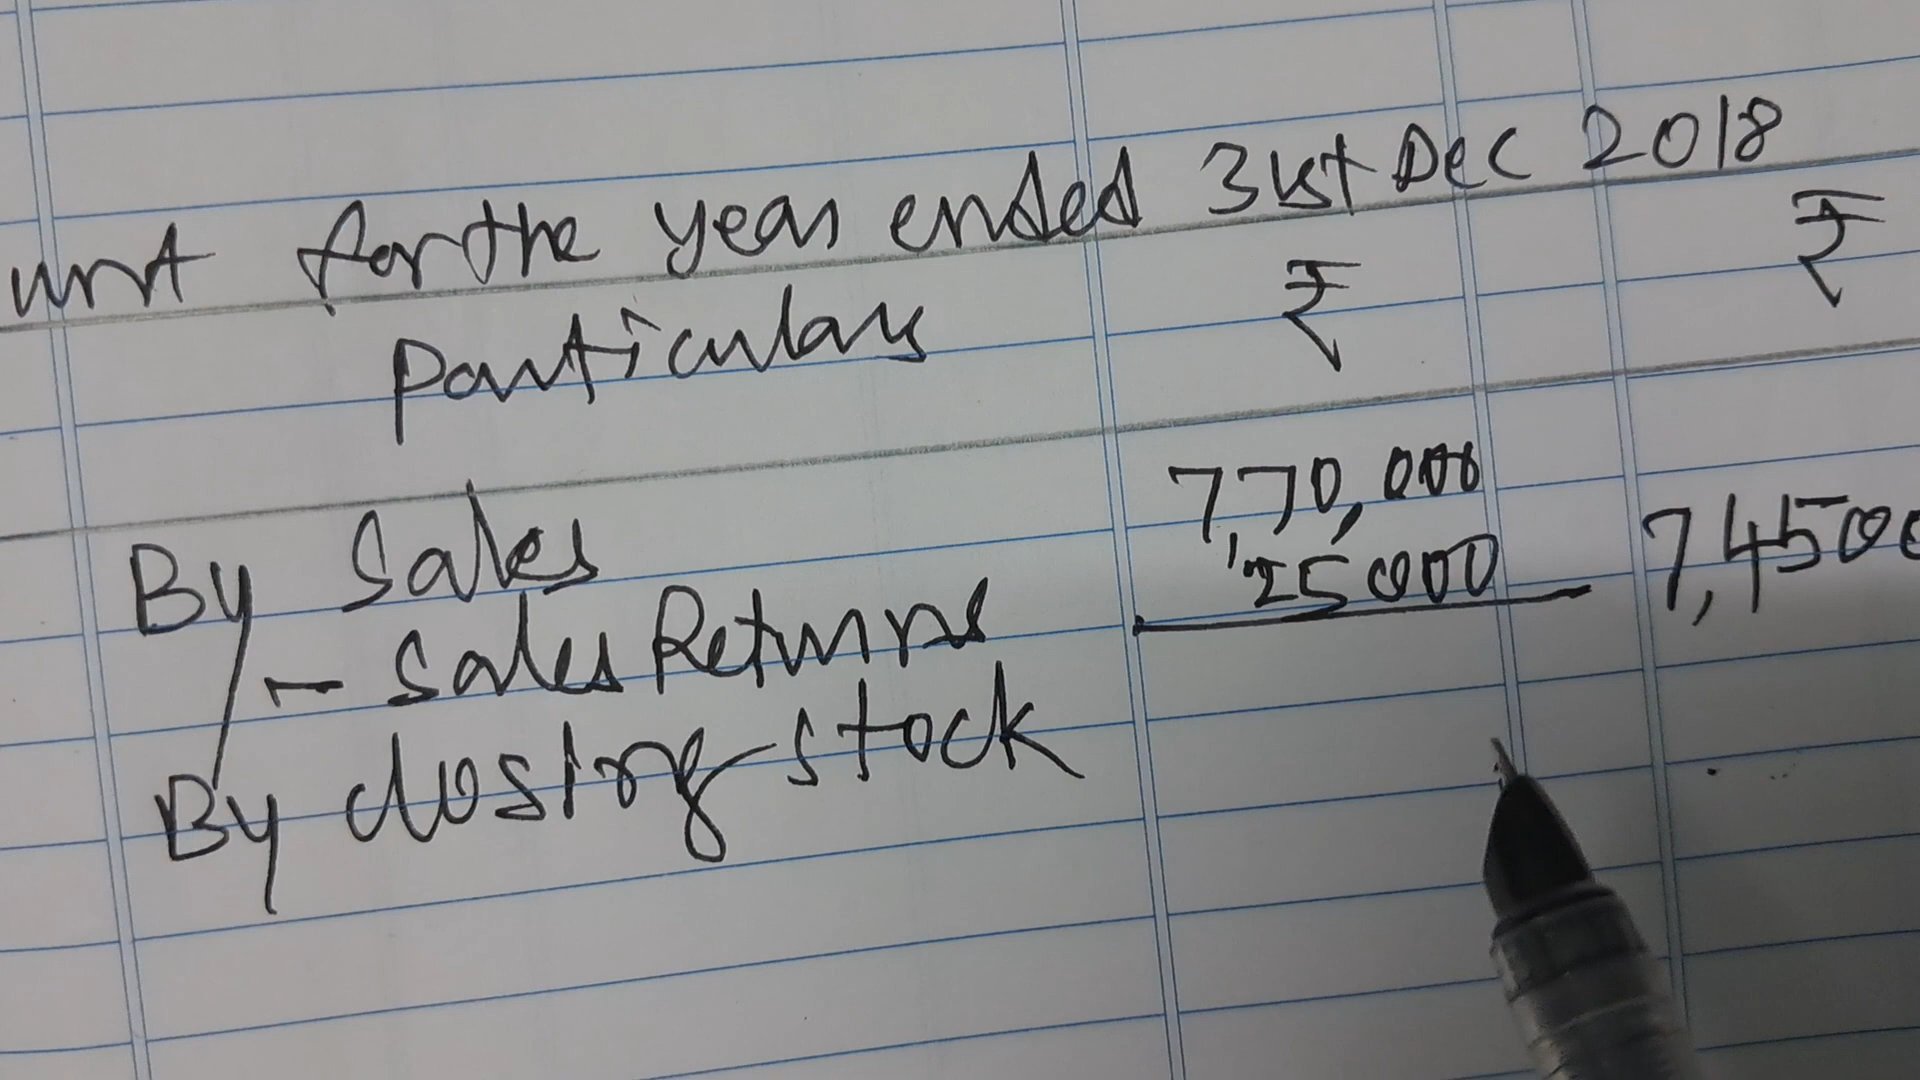 unt for the year ended 31st Dec 2018
Particulars ₹ ₹
By Sales 7,70,000
- Sales Returns 25000 7,4500
By closing stock